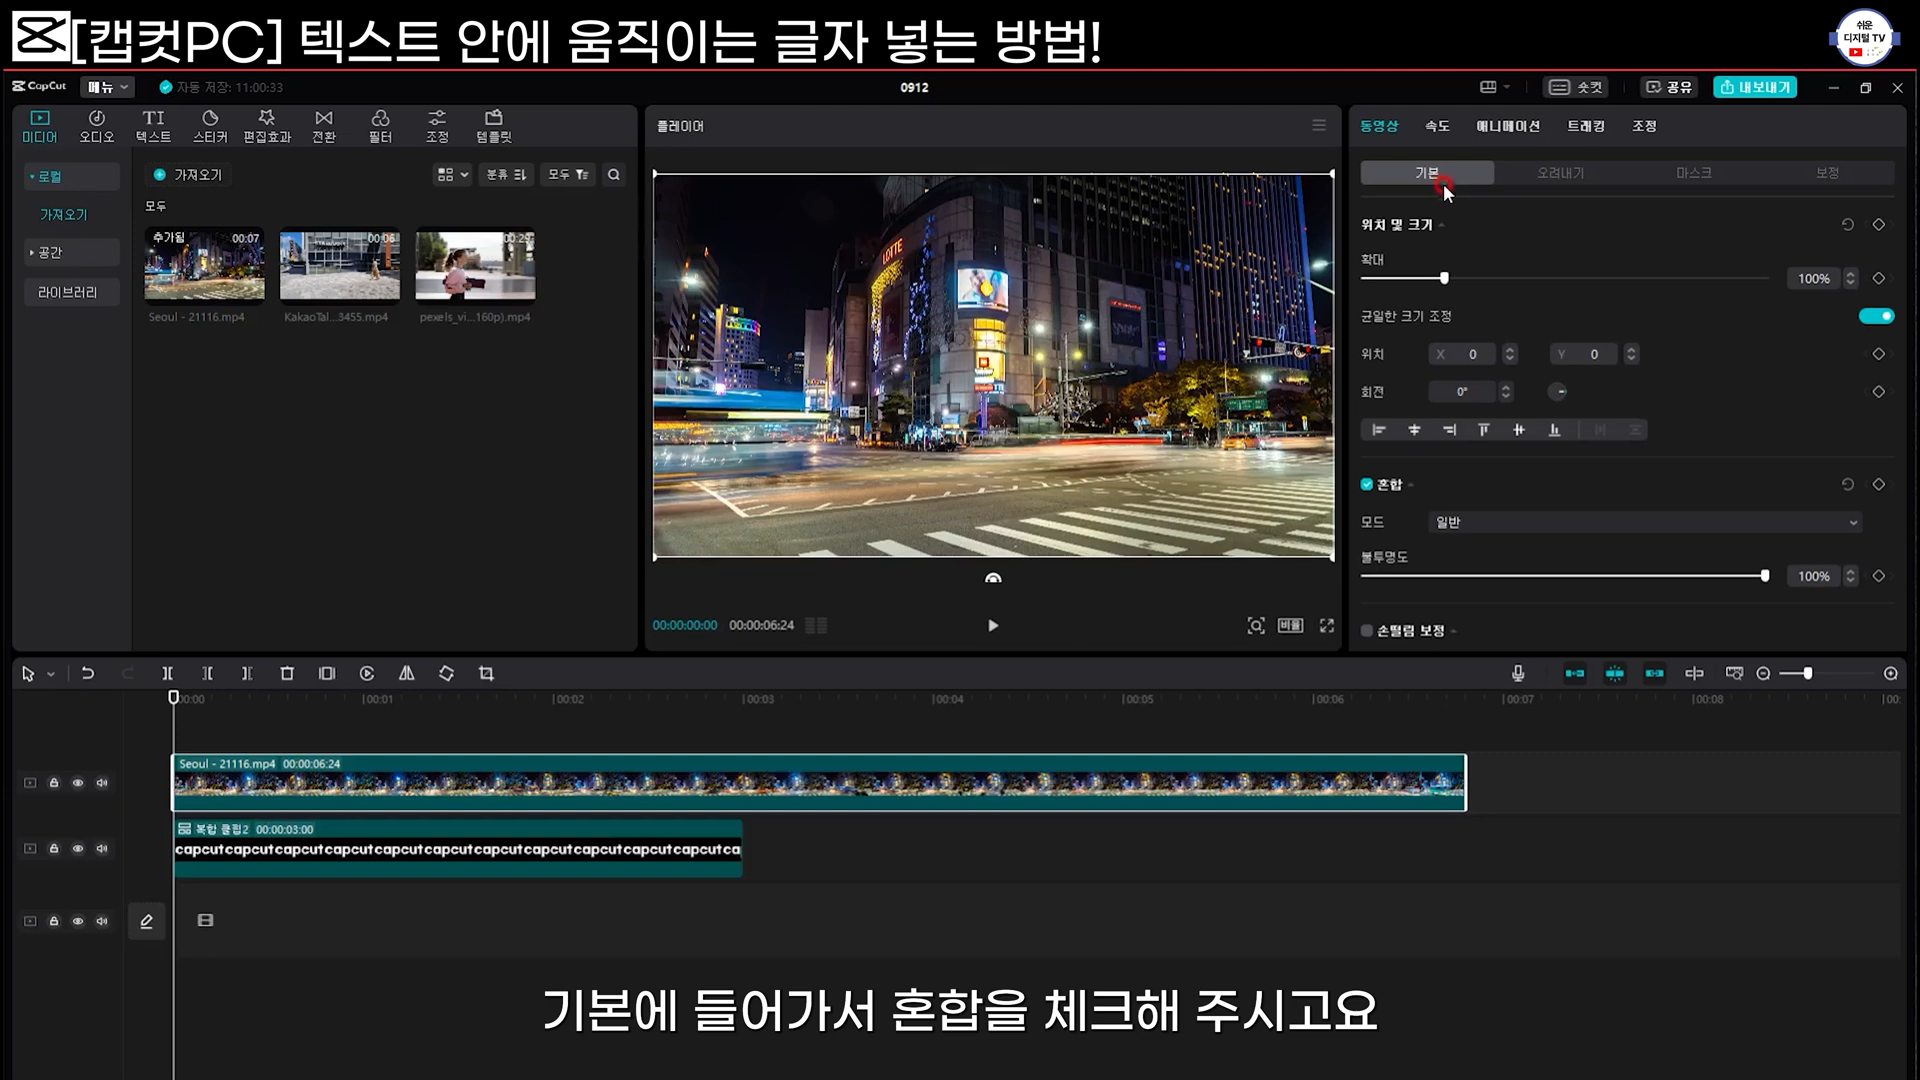 [캡컷PC] 텍스트 안에 움직이는 글자 넣는 방법!
쉬운
디지털 TV
CapCut
메뉴
자동 저장: 11:00:33
0912
숏컷
공유
내보내기
미디어
오디오
텍스트
스티커
편집효과
전환
필터
조정
템플릿
로컬
가져오기
공간
라이브러리
가져오기
분류
모두
모두
추가됨
00:07
00:06
00:29
Seoul - 21116.mp4
KakaoTal...3455.mp4
pexels_vi...160p).mp4
플레이어
LOTTE
00:00:00:00
00:00:06:24
비율
동영상
속도
애니메이션
트래킹
조정
기본
오려내기
마스크
보정
위치 및 크기
확대
100%
균일한 크기 조정
위치
X 0
Y 0
회전
0°
혼합
모드
일반
불투명도
100%
손떨림 보정
00:00
00:01
00:02
00:03
00:04
00:05
00:06
00:07
00:08
Seoul - 21116.mp4 00:00:06:24
복합 클립2 00:00:03:00
capcutcapcutcapcutcapcutcapcutcapcutcapcutcapcutcapcutcapcutcapcutca
기본에 들어가서 혼합을 체크해 주시고요